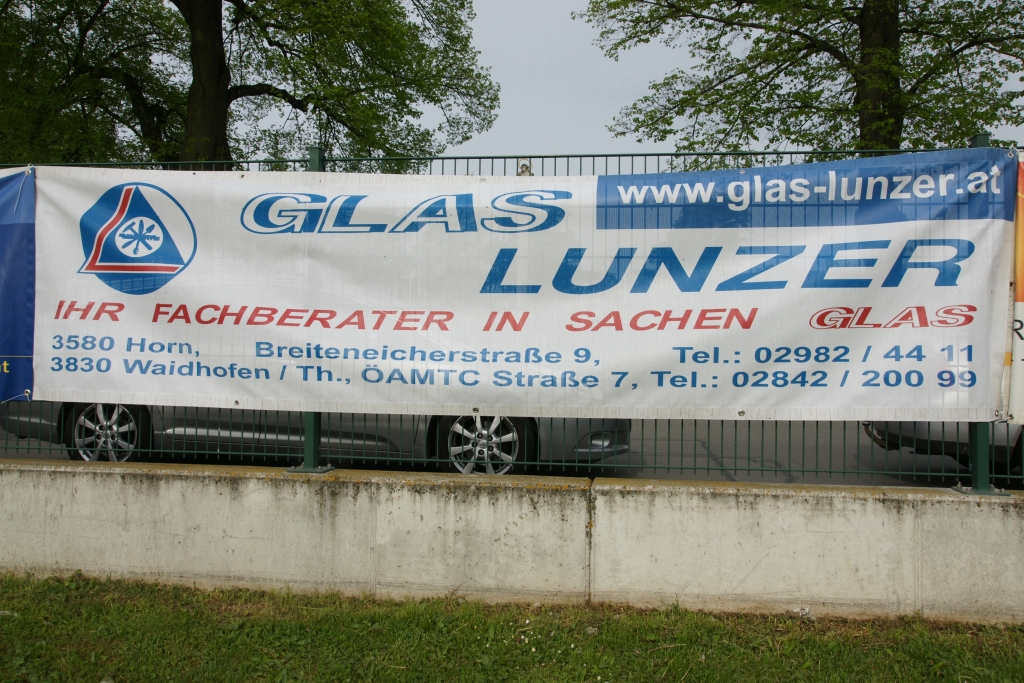 www.glas-lunzer.at
GLAS
LUNZER
IHR FACHBERATER IN SACHEN GLAS
3580 Horn, Breiteneicherstraße 9, Tel.: 02982 / 44 11
3830 Waidhofen / Th., ÖAMTC Straße 7, Tel.: 02842 / 200 99